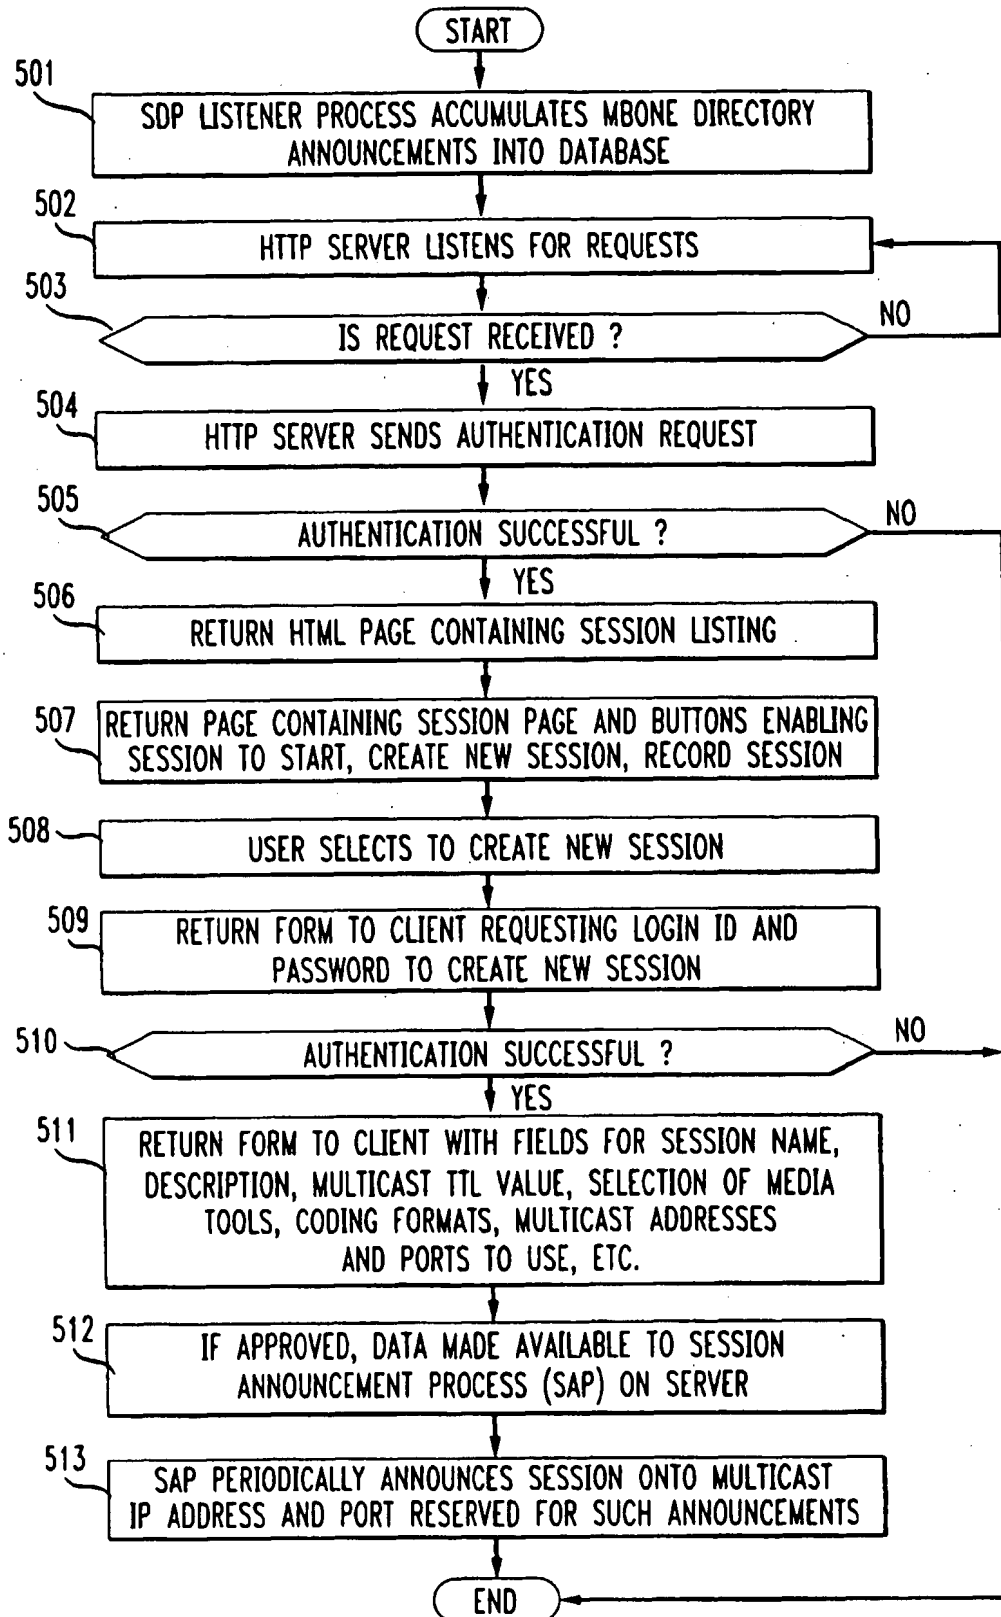 START
501
SDP LISTENER PROCESS ACCUMULATES MBONE DIRECTORY
ANNOUNCEMENTS INTO DATABASE
502
HTTP SERVER LISTENS FOR REQUESTS
503
IS REQUEST RECEIVED ?
NO
YES
504
HTTP SERVER SENDS AUTHENTICATION REQUEST
505
AUTHENTICATION SUCCESSFUL ?
NO
YES
506
RETURN HTML PAGE CONTAINING SESSION LISTING
507
RETURN PAGE CONTAINING SESSION PAGE AND BUTTONS ENABLING
SESSION TO START, CREATE NEW SESSION, RECORD SESSION
508
USER SELECTS TO CREATE NEW SESSION
509
RETURN FORM TO CLIENT REQUESTING LOGIN ID AND
PASSWORD TO CREATE NEW SESSION
510
AUTHENTICATION SUCCESSFUL ?
NO
YES
511
RETURN FORM TO CLIENT WITH FIELDS FOR SESSION NAME,
DESCRIPTION, MULTICAST TTL VALUE, SELECTION OF MEDIA
TOOLS, CODING FORMATS, MULTICAST ADDRESSES
AND PORTS TO USE, ETC.
512
IF APPROVED, DATA MADE AVAILABLE TO SESSION
ANNOUNCEMENT PROCESS (SAP) ON SERVER
513
SAP PERIODICALLY ANNOUNCES SESSION ONTO MULTICAST
IP ADDRESS AND PORT RESERVED FOR SUCH ANNOUNCEMENTS
END